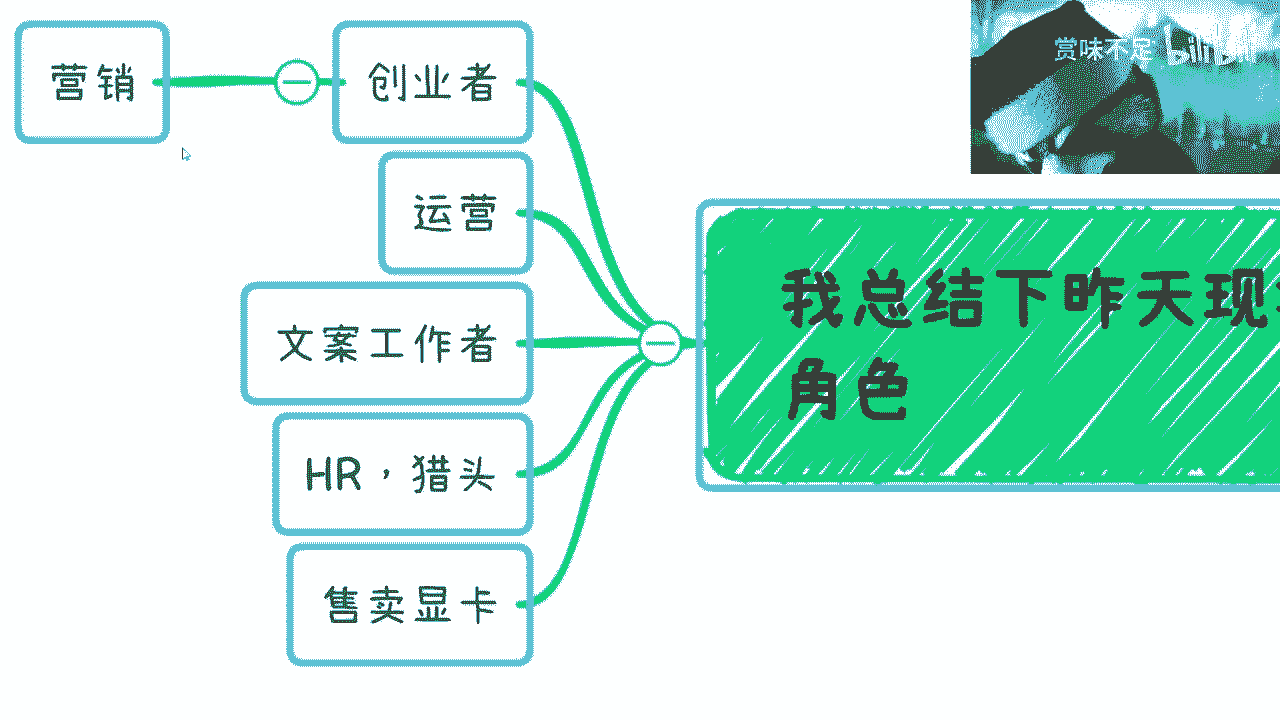 赏味不足 bilibili
营销
创业者
运营
文案工作者
HR，猎头
售卖显卡
我总结下昨天现
角色